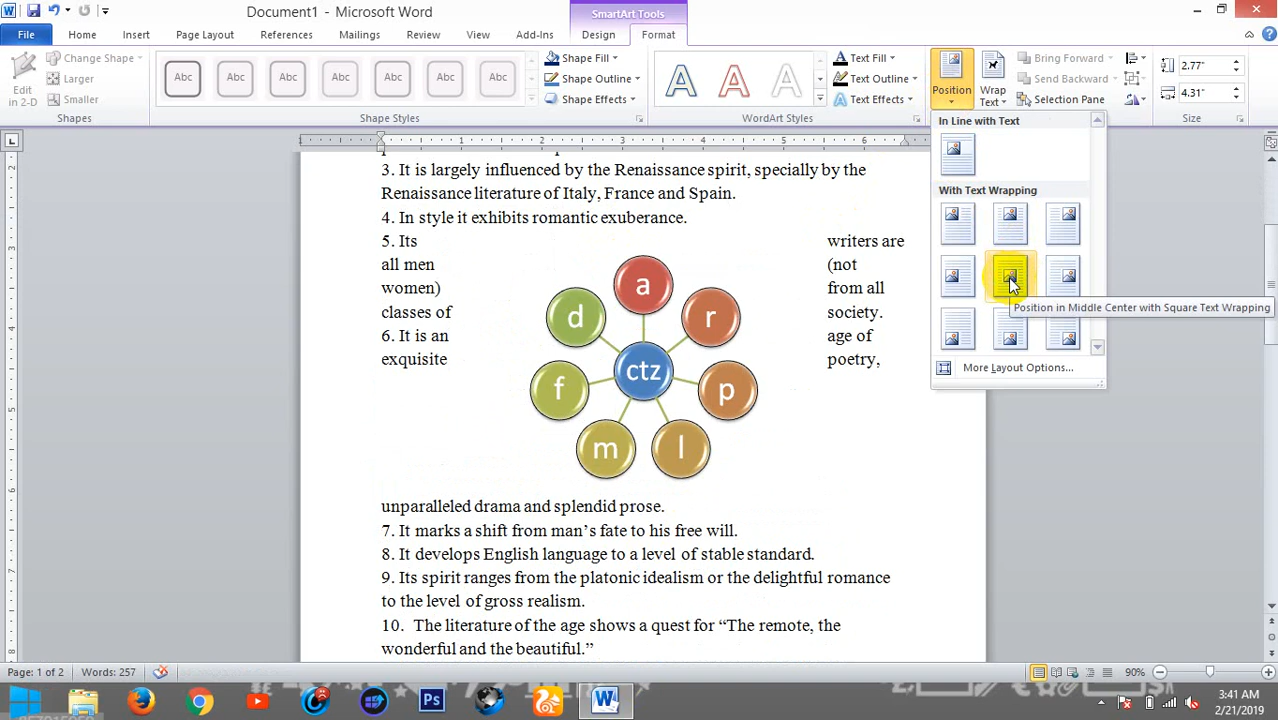 Document1 - Microsoft Word
SmartArt Tools
File Home Insert Page Layout References Mailings Review View Add-Ins Design Format
Edit in 2-D
Change Shape
Larger
Smaller
Shapes
Abc Abc Abc Abc Abc Abc Abc
Shape Fill
Shape Outline
Shape Effects
Shape Styles
A A A
Text Fill
Text Outline
Text Effects
WordArt Styles
Position
Wrap Text
Bring Forward
Send Backward
Selection Pane
2.77"
4.31"
Size
In Line with Text
With Text Wrapping
Position in Middle Center with Square Text Wrapping
More Layout Options...
3. It is largely influenced by the Renaissance spirit, specially by the
Renaissance literature of Italy, France and Spain.
4. In style it exhibits romantic exuberance.
5. Its writers are
all men (not
women) from all
classes of society.
6. It is an age of
exquisite poetry,
a
d r
ctz
f p
m l
unparalleled drama and splendid prose.
7. It marks a shift from man’s fate to his free will.
8. It develops English language to a level of stable standard.
9. Its spirit ranges from the platonic idealism or the delightful romance
to the level of gross realism.
10. The literature of the age shows a quest for “The remote, the
wonderful and the beautiful.”
Page: 1 of 2 Words: 257 90%
Ps
3:41 AM
2/21/2019